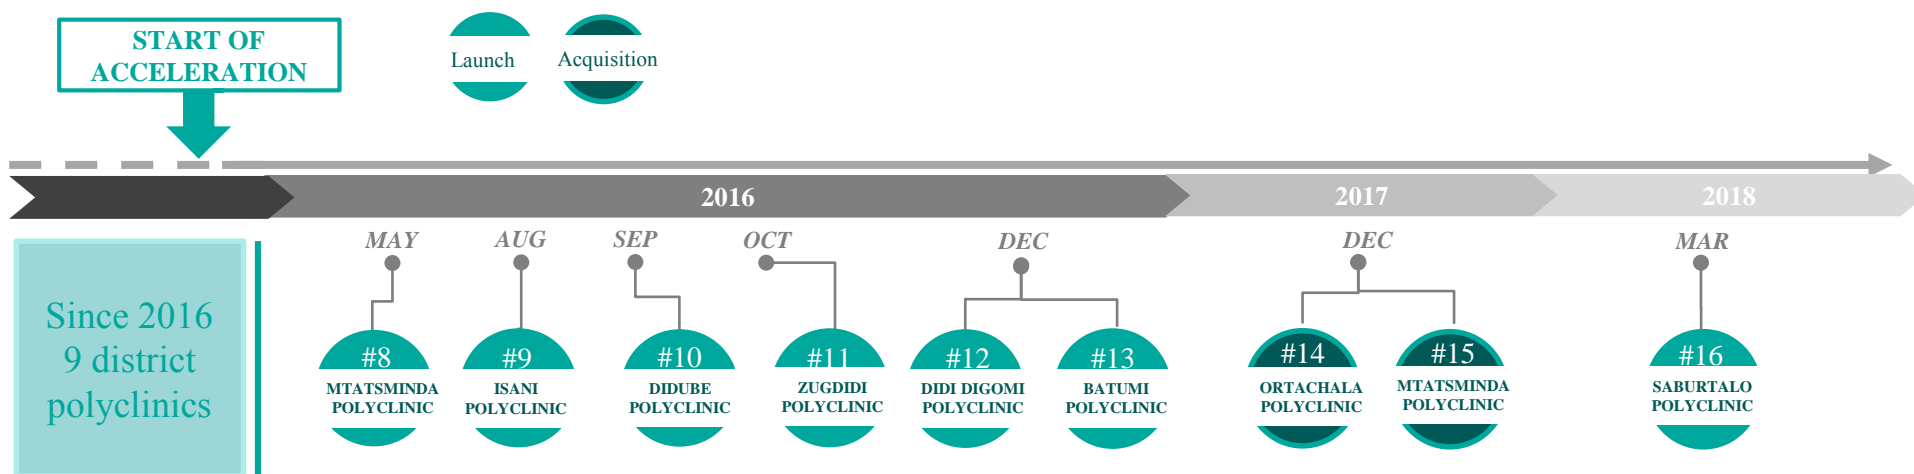 START OF
ACCELERATION
Launch
Acquisition
2016
2017
2018
MAY
AUG
SEP
OCT
DEC
DEC
MAR
Since 2016
9 district
polyclinics
#8
MTATSMINDA
POLYCLINIC
#9
ISANI
POLYCLINIC
#10
DIDUBE
POLYCLINIC
#11
ZUGDIDI
POLYCLINIC
#12
DIDI DIGOMI
POLYCLINIC
#13
BATUMI
POLYCLINIC
#14
ORTACHALA
POLYCLINIC
#15
MTATSMINDA
POLYCLINIC
#16
SABURTALO
POLYCLINIC